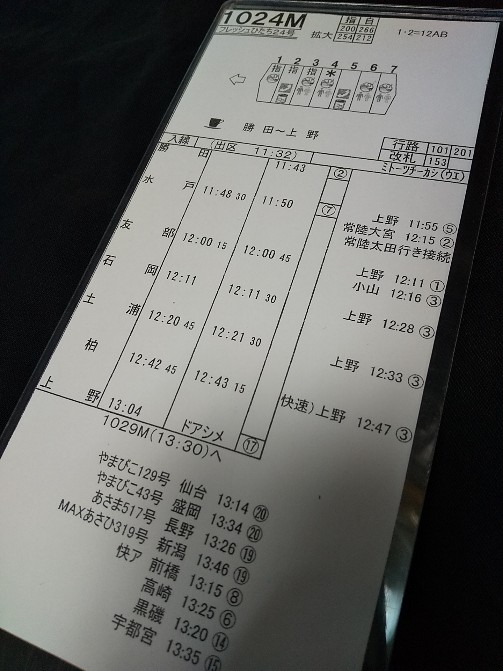 1024M
フレッシュひたち24号
拡大
指 自
200 266
254 212
1・2=12AB
1 2 3 4 5 6 7
指 指 指 *
勝田~上野
行路 101 201
改札 153
入線 (出区 11:32)
ミトーツチーカシ(ウエ)
勝田 11:43 ②
水戸 11:48 30 11:50 ⑦
上野 11:55 ⑤
常陸大宮 12:15 ②
常陸太田行き接続
友部 12:00 15 12:00 45
上野 12:11 ①
小山 12:16 ③
石岡 12:11 12:11 30
上野 12:28 ③
土浦 12:20 45 12:21 30
上野 12:33 ③
柏 12:42 45 12:43 15
快速)上野 12:47 ③
上野 13:04 ドアシメ ⑰
1029M(13:30)へ
やまびこ129号 仙台 13:14 ⑳
やまびこ43号 盛岡 13:34 ⑳
あさま517号 長野 13:26 ⑲
MAXあさひ319号 新潟 13:46 ⑲
快ア 前橋 13:15 ⑧
高崎 13:25 ⑥
黒磯 13:20 ⑭
宇都宮 13:35 ⑮